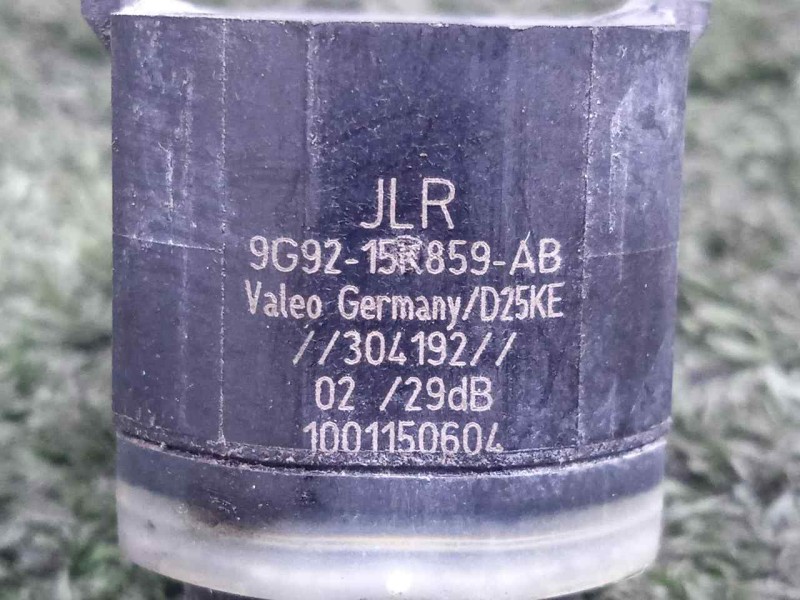 JLR
9G92-15K859-AB
Valeo Germany/D25KE
//304192//
02 /29dB
1001150604